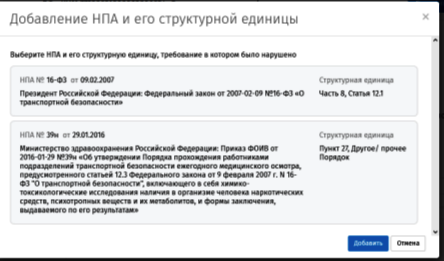 Добавление НПА и его структурной единицы
Выберите НПА и его структурную единицу, требование в котором было нарушено
НПА № 16-ФЗ от 09.02.2007
Структурная единица
Президент Российской Федерации: Федеральный закон от 2007-02-09 №16-ФЗ «О
транспортной безопасности»
Часть 8, Статья 12.1
НПА № 39н от 29.01.2016
Структурная единица
Министерство здравоохранения Российской Федерации: Приказ ФОИВ от
2016-01-29 №39н «Об утверждении Порядка прохождения работниками
подразделений транспортной безопасности ежегодного медицинского осмотра,
предусмотренного статьей 12.3 Федерального закона от 9 февраля 2007 г. N 16-
ФЗ "О транспортной безопасности", включающего в себя химико-
токсикологические исследования наличия в организме человека наркотических
средств, психотропных веществ и их метаболитов, и формы заключения,
выдаваемого по его результатам»
Пункт 27, Другое/ прочее
Порядок
Добавить
Отмена